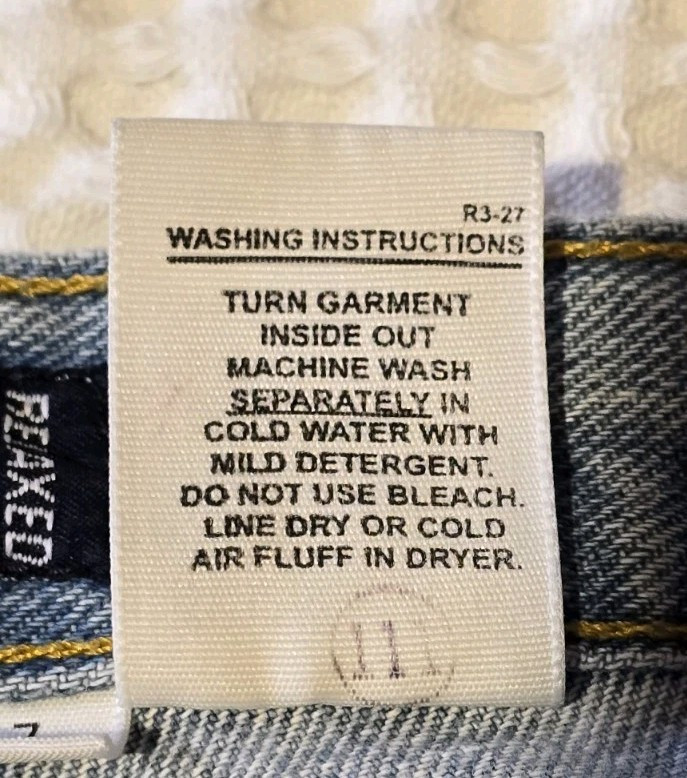 R3-27
WASHING INSTRUCTIONS
TURN GARMENT
INSIDE OUT
MACHINE WASH
SEPARATELY IN
COLD WATER WITH
MILD DETERGENT.
DO NOT USE BLEACH.
LINE DRY OR COLD
AIR FLUFF IN DRYER.
RELAXED